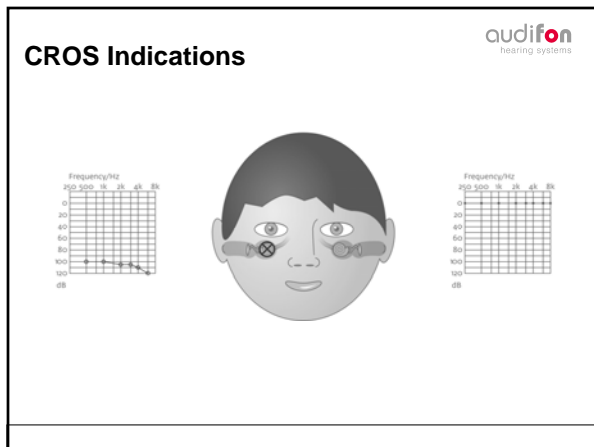 CROS Indications
audifon
hearing systems
Frequency/Hz
250 500 1k 2k 4k 8k
0
20
40
60
80
100
120
dB
Frequency/Hz
250 500 1k 2k 4k 8k
0
20
40
60
80
100
120
dB